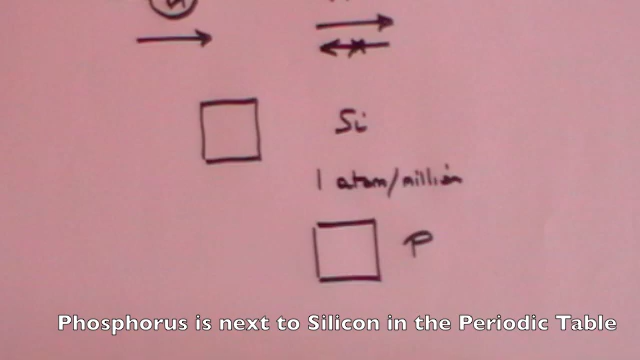 Si
1 atom/million
P
Phosphorus is next to Silicon in the Periodic Table